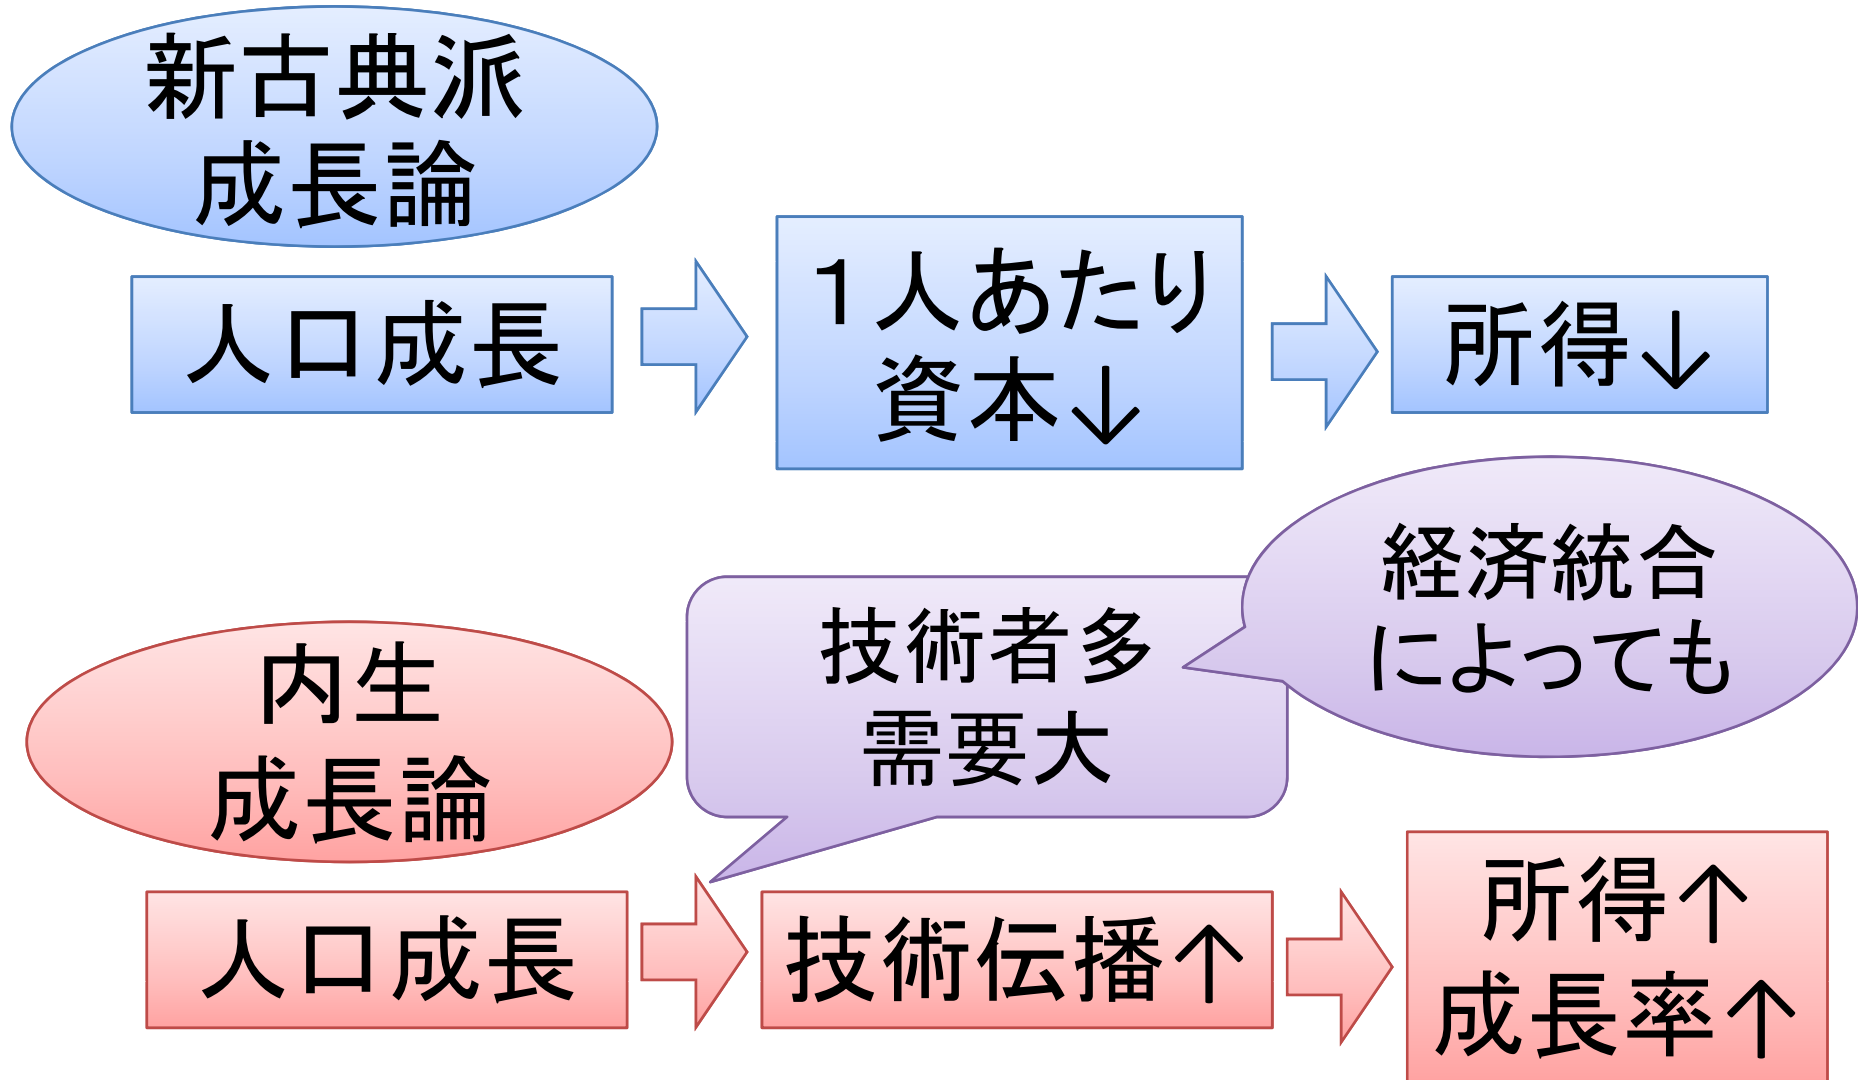 新古典派
成長論
人口成長
１人あたり
資本↓
所得↓
経済統合
によっても
技術者多
需要大
内生
成長論
人口成長
技術伝播↑
所得↑
成長率↑